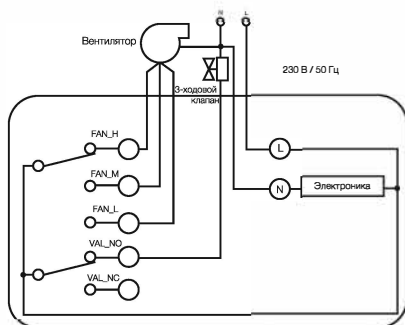 N L
Вентилятор
230 В / 50 Гц
3-ходовой
клапан
FAN_H
L
FAN_M
N
Электроника
FAN_L
VAL_NO
VAL_NC